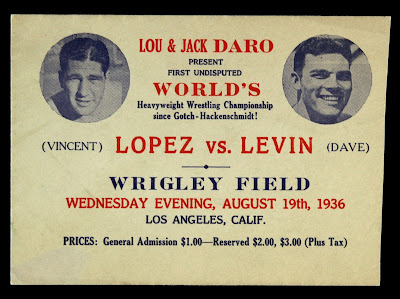 LOU & JACK DARO
PRESENT
FIRST UNDISPUTED
WORLD'S
Heavyweight Wrestling Championship
since Gotch-Hackenschmidt!
(VINCENT) LOPEZ vs. LEVIN (DAVE)
WRIGLEY FIELD
WEDNESDAY EVENING, AUGUST 19th, 1936
LOS ANGELES, CALIF.
PRICES: General Admission $1.00—Reserved $2.00, $3.00 (Plus Tax)